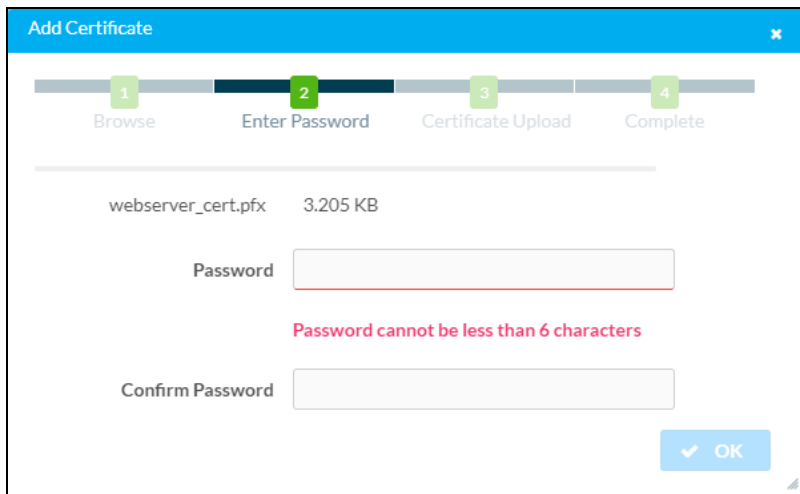 Add Certificate
1 2 3 4
Browse Enter Password Certificate Upload Complete
webserver_cert.pfx 3.205 KB
Password
Password cannot be less than 6 characters
Confirm Password
OK